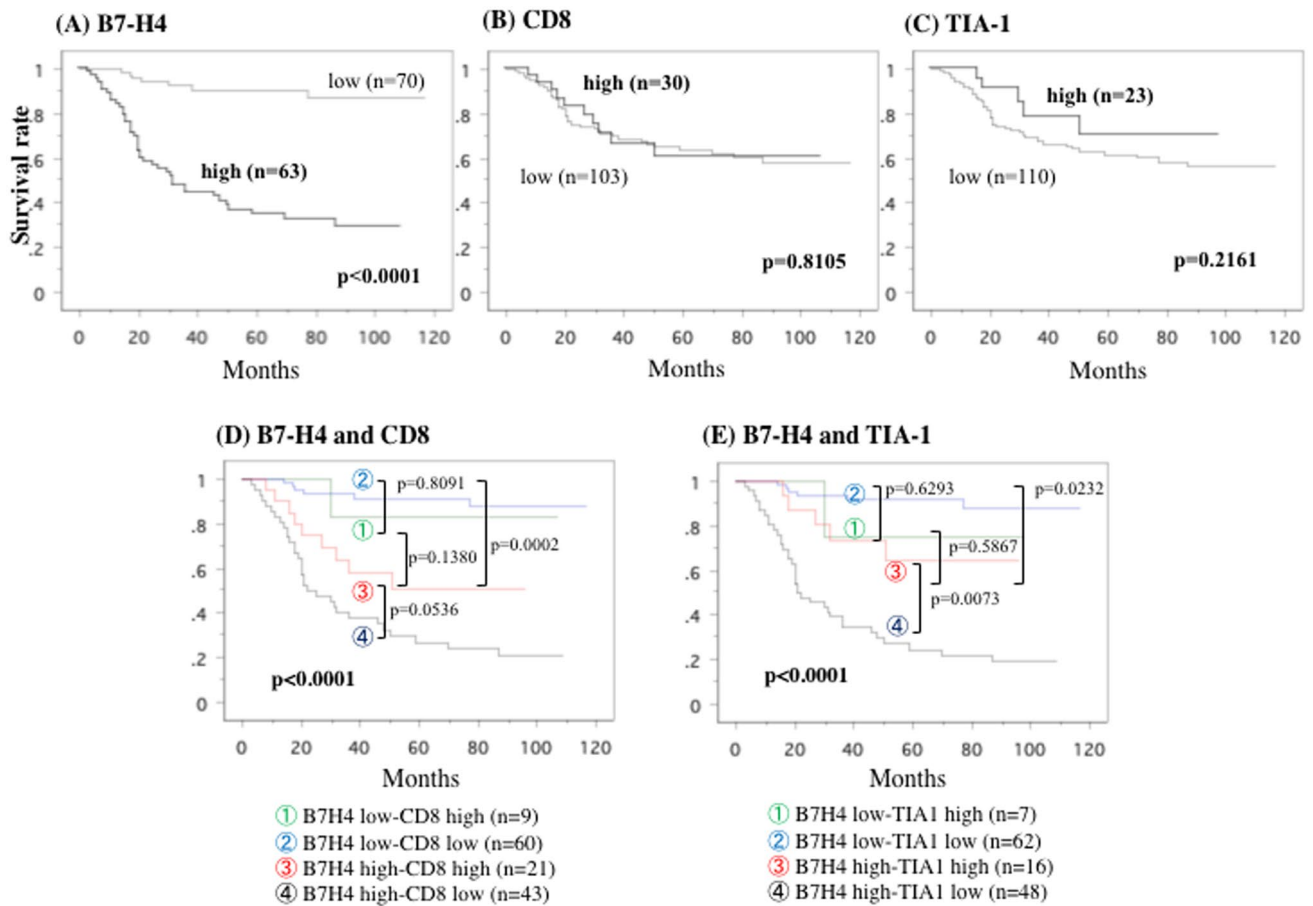 (A) B7-H4
(B) CD8
(C) TIA-1
Survival rate
1
.8
.6
.4
.2
0
low (n=70)
high (n=63)
p<0.0001
0 20 40 60 80 100 120
Months
1
.8
.6
.4
.2
0
high (n=30)
low (n=103)
p=0.8105
0 20 40 60 80 100 120
Months
1
.8
.6
.4
.2
0
high (n=23)
low (n=110)
p=0.2161
0 20 40 60 80 100 120
Months
(D) B7-H4 and CD8
1
.8
.6
.4
.2
0
②
①
③
④
p=0.8091
p=0.1380
p=0.0002
p=0.0536
p<0.0001
0 20 40 60 80 100 120
Months
① B7H4 low-CD8 high (n=9)
② B7H4 low-CD8 low (n=60)
③ B7H4 high-CD8 high (n=21)
④ B7H4 high-CD8 low (n=43)
(E) B7-H4 and TIA-1
1
.8
.6
.4
.2
0
②
①
③
④
p=0.6293
p=0.0232
p=0.5867
p=0.0073
p<0.0001
0 20 40 60 80 100 120
Months
① B7H4 low-TIA1 high (n=7)
② B7H4 low-TIA1 low (n=62)
③ B7H4 high-TIA1 high (n=16)
④ B7H4 high-TIA1 low (n=48)